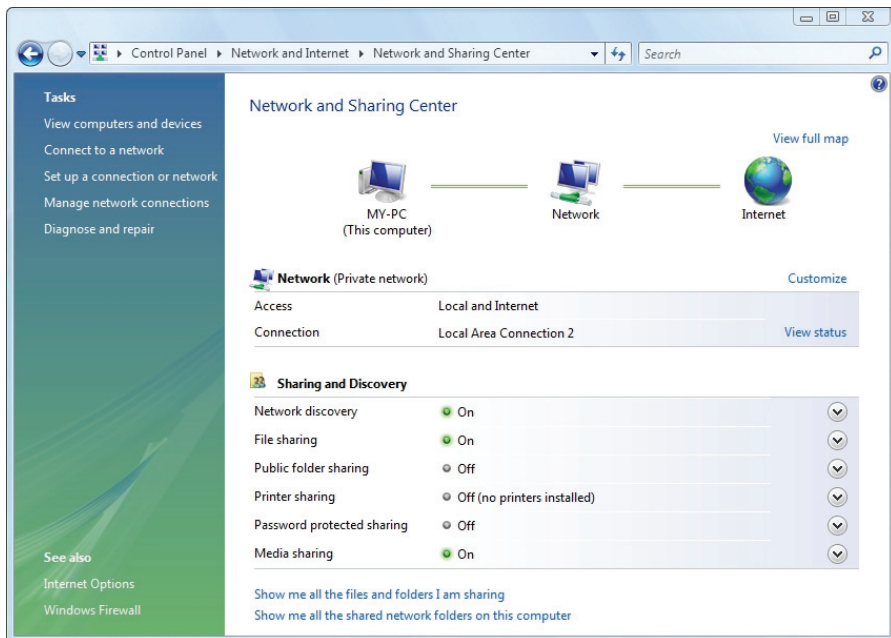 Control Panel Network and Internet Network and Sharing Center Search
Tasks
View computers and devices
Connect to a network
Set up a connection or network
Manage network connections
Diagnose and repair
See also
Internet Options
Windows Firewall
Network and Sharing Center
View full map
MY-PC
(This computer)
Network
Internet
Network (Private network) Customize
Access Local and Internet
Connection Local Area Connection 2 View status
Sharing and Discovery
Network discovery On
File sharing On
Public folder sharing Off
Printer sharing Off (no printers installed)
Password protected sharing Off
Media sharing On
Show me all the files and folders I am sharing
Show me all the shared network folders on this computer